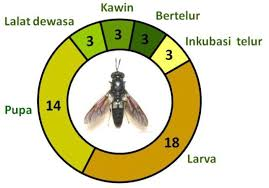 Kawin
Lalat dewasa
Bertelur
3
3
3
Inkubasi telur
3
Pupa
14
18
Larva